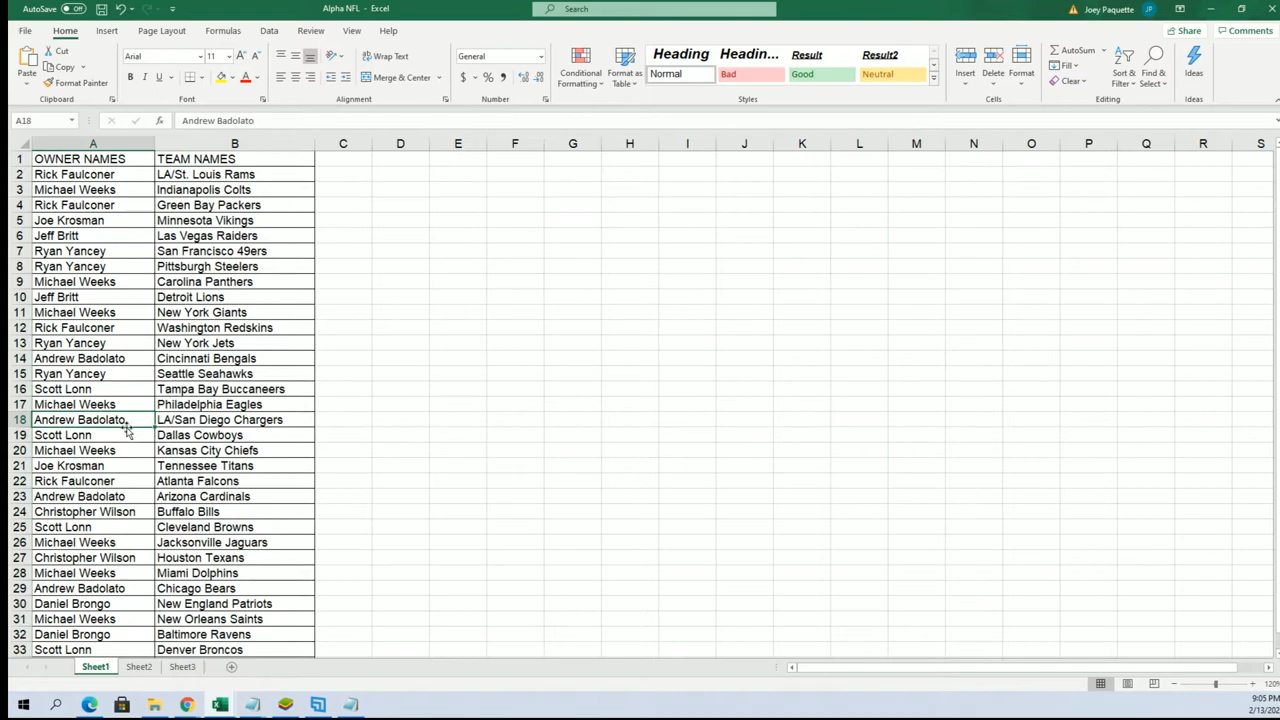 AutoSave Off Alpha NFL - Excel Search Joey Paquette JP
File Home Insert Page Layout Formulas Data Review View Help Share Comments
Cut Arial 11 Wrap Text General Heading Headin... Result Result2 AutoSum
Copy Fill
Paste Format Painter B I U A Merge & Center $ % Conditional Formatting Format as Table Normal Bad Good Neutral Insert Delete Format Clear Sort & Filter Find & Select Ideas
Clipboard Font Alignment Number Styles Cells Editing Ideas
A18 fx Andrew Badolato
A B C D E F G H I J K L M N O P Q R S
1 OWNER NAMES TEAM NAMES
2 Rick Faulconer LA/St. Louis Rams
3 Michael Weeks Indianapolis Colts
4 Rick Faulconer Green Bay Packers
5 Joe Krosman Minnesota Vikings
6 Jeff Britt Las Vegas Raiders
7 Ryan Yancey San Francisco 49ers
8 Ryan Yancey Pittsburgh Steelers
9 Michael Weeks Carolina Panthers
10 Jeff Britt Detroit Lions
11 Michael Weeks New York Giants
12 Rick Faulconer Washington Redskins
13 Ryan Yancey New York Jets
14 Andrew Badolato Cincinnati Bengals
15 Ryan Yancey Seattle Seahawks
16 Scott Lonn Tampa Bay Buccaneers
17 Michael Weeks Philadelphia Eagles
18 Andrew Badolato LA/San Diego Chargers
19 Scott Lonn Dallas Cowboys
20 Michael Weeks Kansas City Chiefs
21 Joe Krosman Tennessee Titans
22 Rick Faulconer Atlanta Falcons
23 Andrew Badolato Arizona Cardinals
24 Christopher Wilson Buffalo Bills
25 Scott Lonn Cleveland Browns
26 Michael Weeks Jacksonville Jaguars
27 Christopher Wilson Houston Texans
28 Michael Weeks Miami Dolphins
29 Andrew Badolato Chicago Bears
30 Daniel Brongo New England Patriots
31 Michael Weeks New Orleans Saints
32 Daniel Brongo Baltimore Ravens
33 Scott Lonn Denver Broncos
Sheet1 Sheet2 Sheet3
120%
9:05 PM
2/13/202